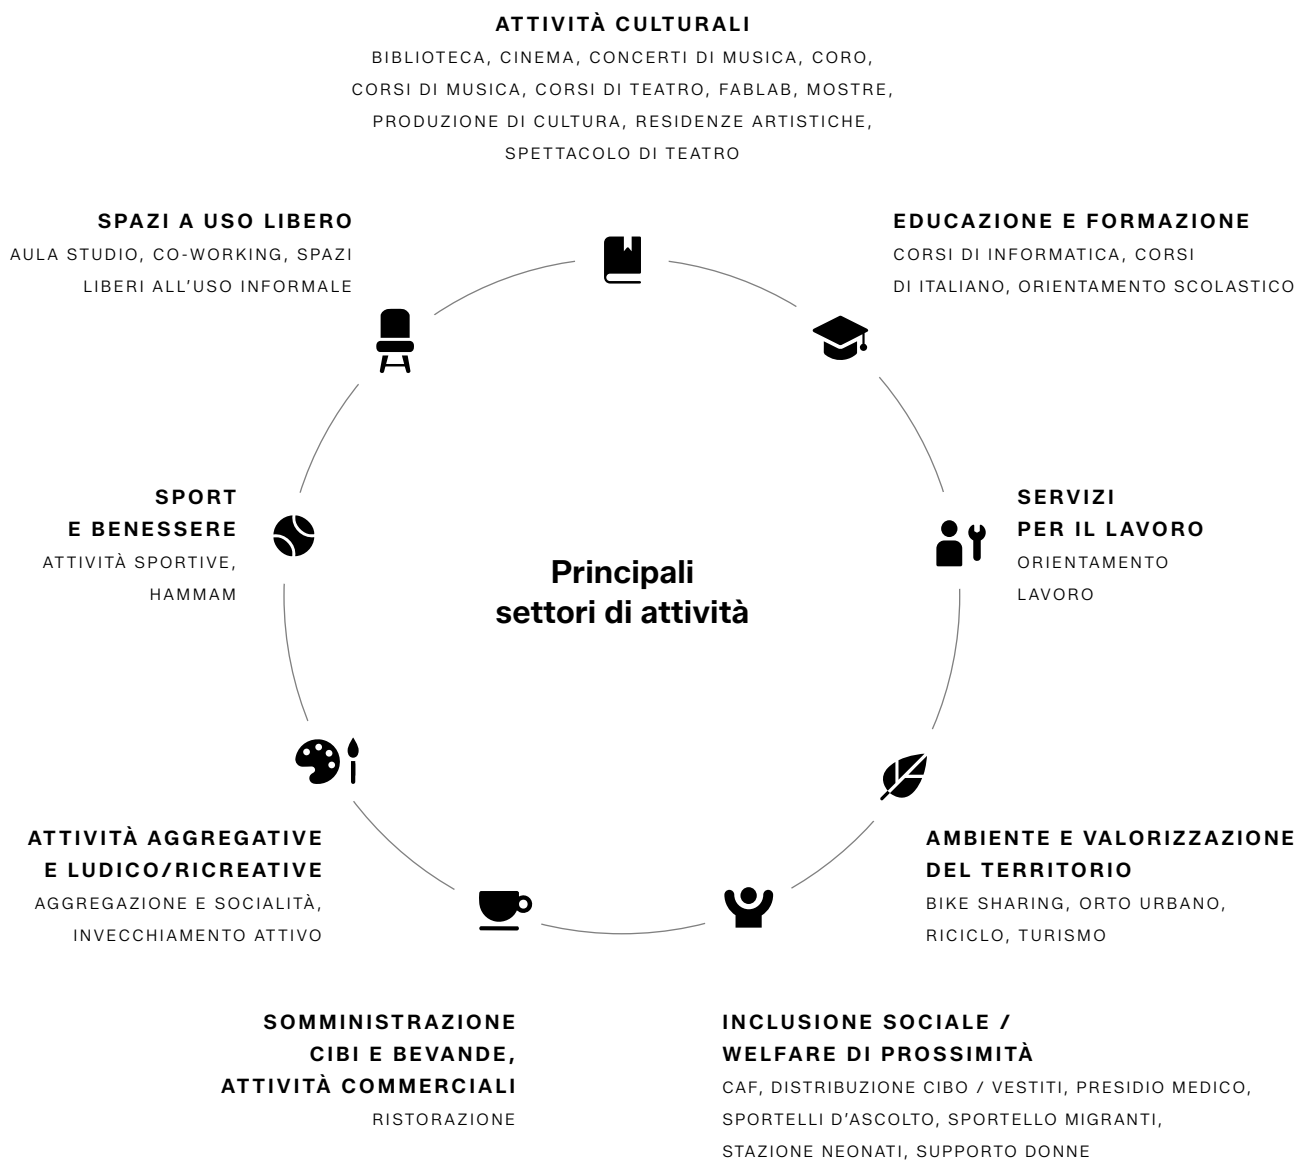 ATTIVITÀ CULTURALI
BIBLIOTECA, CINEMA, CONCERTI DI MUSICA, CORO,
CORSI DI MUSICA, CORSI DI TEATRO, FABLAB, MOSTRE,
PRODUZIONE DI CULTURA, RESIDENZE ARTISTICHE,
SPETTACOLO DI TEATRO
SPAZI A USO LIBERO
AULA STUDIO, CO-WORKING, SPAZI
LIBERI ALL’USO INFORMALE
EDUCAZIONE E FORMAZIONE
CORSI DI INFORMATICA, CORSI
DI ITALIANO, ORIENTAMENTO SCOLASTICO
SPORT
E BENESSERE
ATTIVITÀ SPORTIVE,
HAMMAM
Principali
settori di attività
SERVIZI
PER IL LAVORO
ORIENTAMENTO
LAVORO
ATTIVITÀ AGGREGATIVE
E LUDICO/RICREATIVE
AGGREGAZIONE E SOCIALITÀ,
INVECCHIAMENTO ATTIVO
AMBIENTE E VALORIZZAZIONE
DEL TERRITORIO
BIKE SHARING, ORTO URBANO,
RICICLO, TURISMO
SOMMINISTRAZIONE
CIBI E BEVANDE,
ATTIVITÀ COMMERCIALI
RISTORAZIONE
INCLUSIONE SOCIALE /
WELFARE DI PROSSIMITÀ
CAF, DISTRIBUZIONE CIBO / VESTITI, PRESIDIO MEDICO,
SPORTELLI D’ASCOLTO, SPORTELLO MIGRANTI,
STAZIONE NEONATI, SUPPORTO DONNE